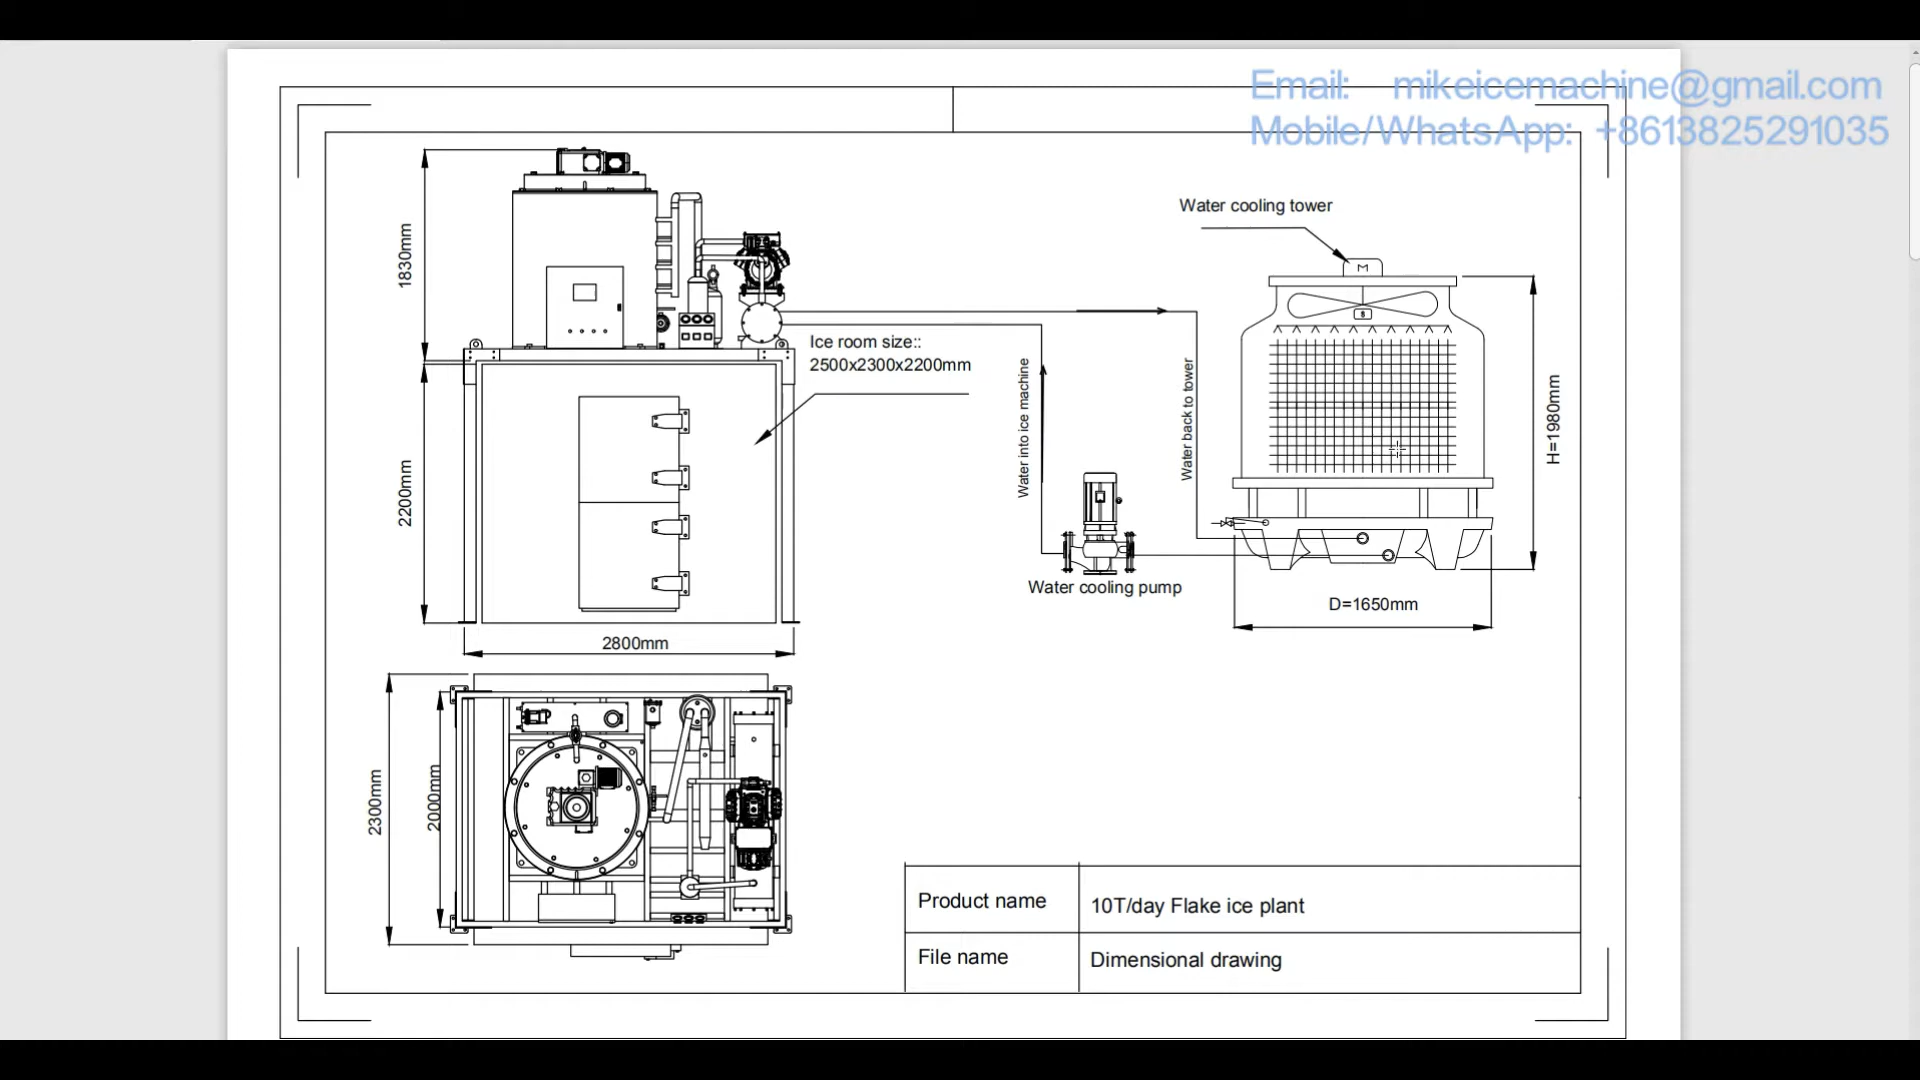 Email: mikeicemachine@gmail.com
Mobile/WhatsApp: +8613825291035
1830mm
2200mm
2800mm
Ice room size::
2500x2300x2200mm
Water into ice machine
Water back to tower
Water cooling pump
Water cooling tower
M
H=1980mm
D=1650mm
2300mm
2000mm
Product name
10T/day Flake ice plant
File name
Dimensional drawing